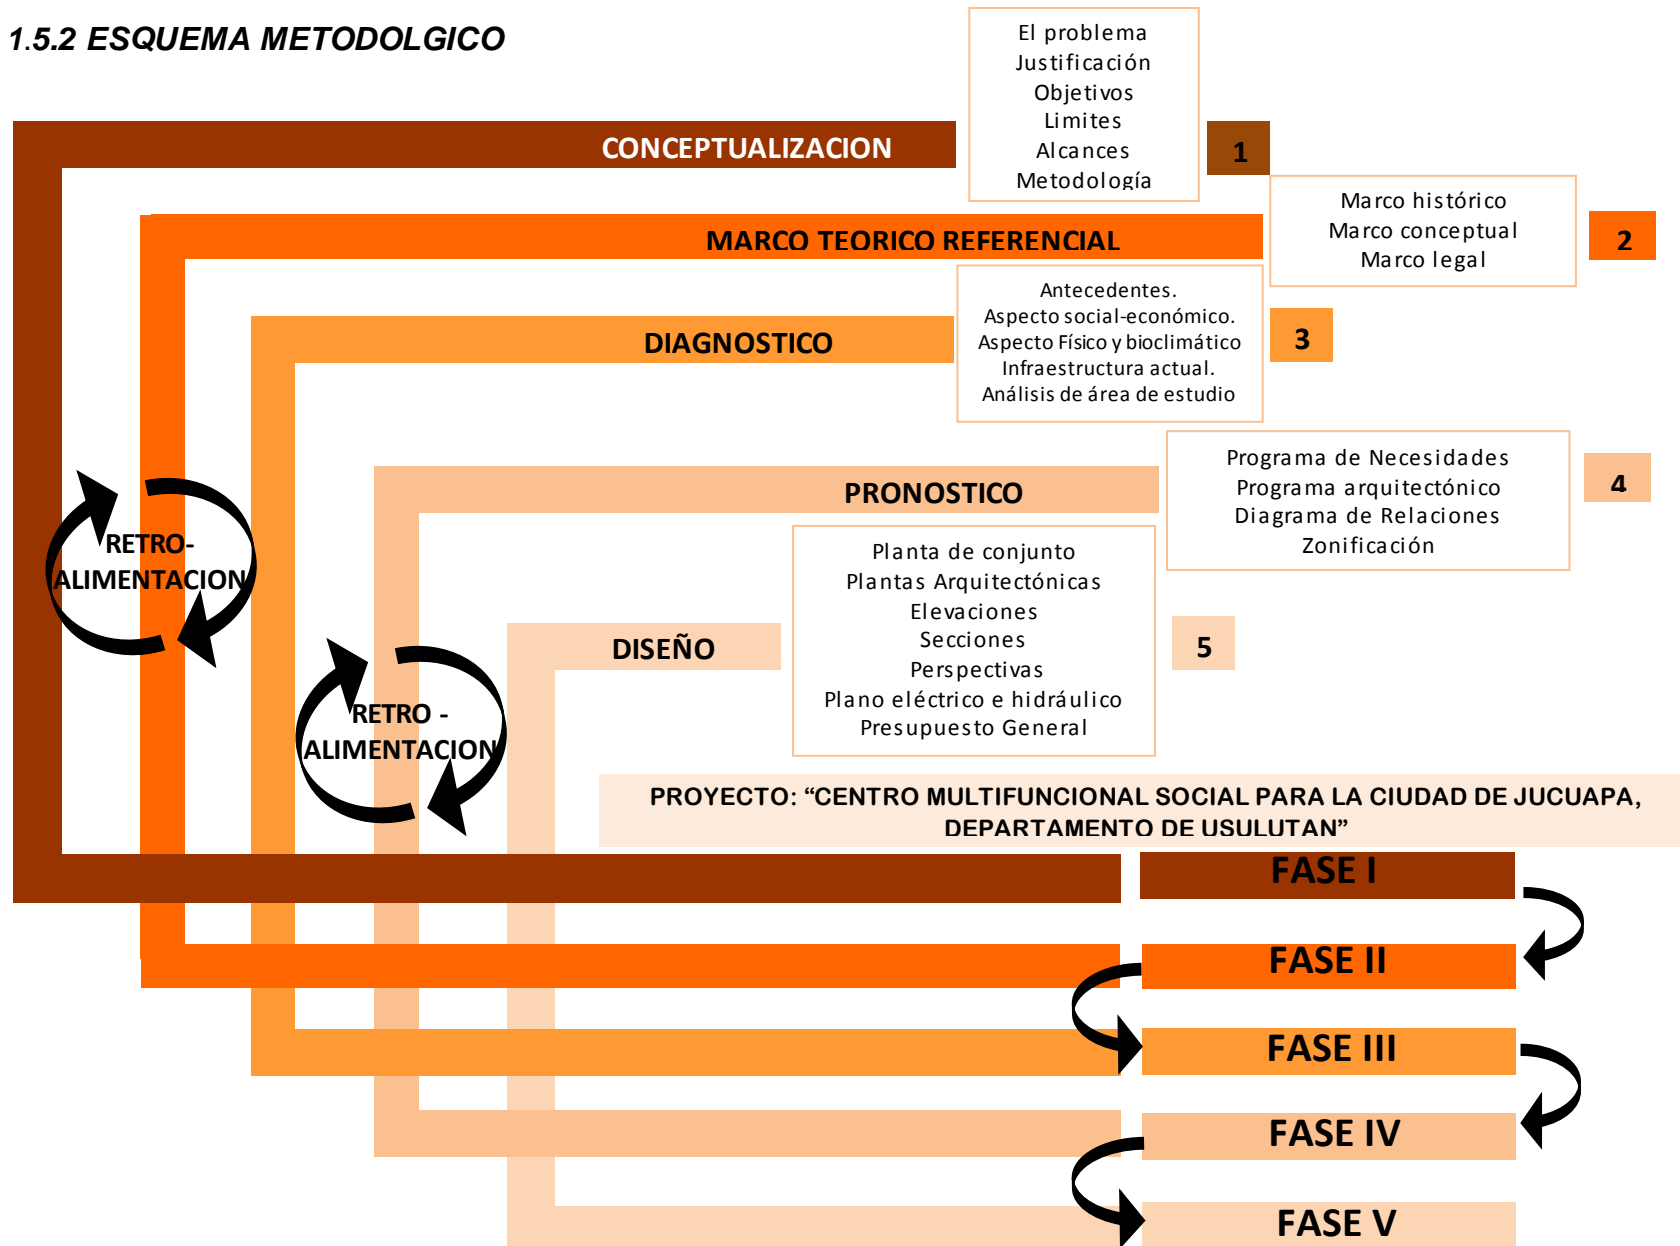 1.5.2 ESQUEMA METODOLGICO
El problema
Justificación
Objetivos
Limites
Alcances
Metodología
CONCEPTUALIZACION
1
Marco histórico
Marco conceptual
Marco legal
MARCO TEORICO REFERENCIAL
2
Antecedentes.
Aspecto social-económico.
Aspecto Físico y bioclimático
Infraestructura actual.
Análisis de área de estudio
DIAGNOSTICO
3
Programa de Necesidades
Programa arquitectónico
Diagrama de Relaciones
Zonificación
PRONOSTICO
4
RETRO-
ALIMENTACION
Planta de conjunto
Plantas Arquitectónicas
Elevaciones
Secciones
Perspectivas
Plano eléctrico e hidráulico
Presupuesto General
DISEÑO
5
RETRO -
ALIMENTACION
PROYECTO: “CENTRO MULTIFUNCIONAL SOCIAL PARA LA CIUDAD DE JUCUAPA,
DEPARTAMENTO DE USULUTAN”
FASE I
FASE II
FASE III
FASE IV
FASE V